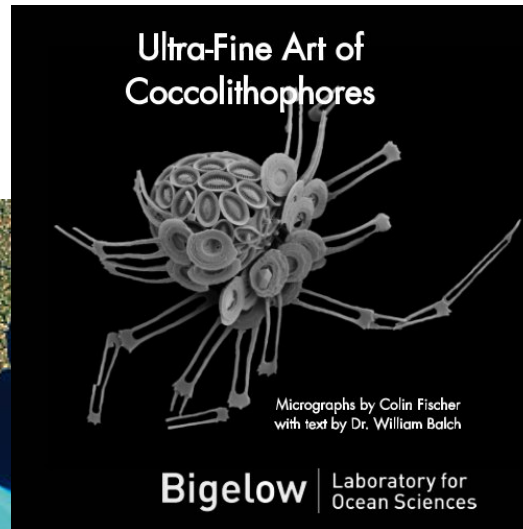 Ultra-Fine Art of
Coccolithophores
Micrographs by Colin Fischer
with text by Dr. William Balch
Bigelow | Laboratory for
Ocean Sciences